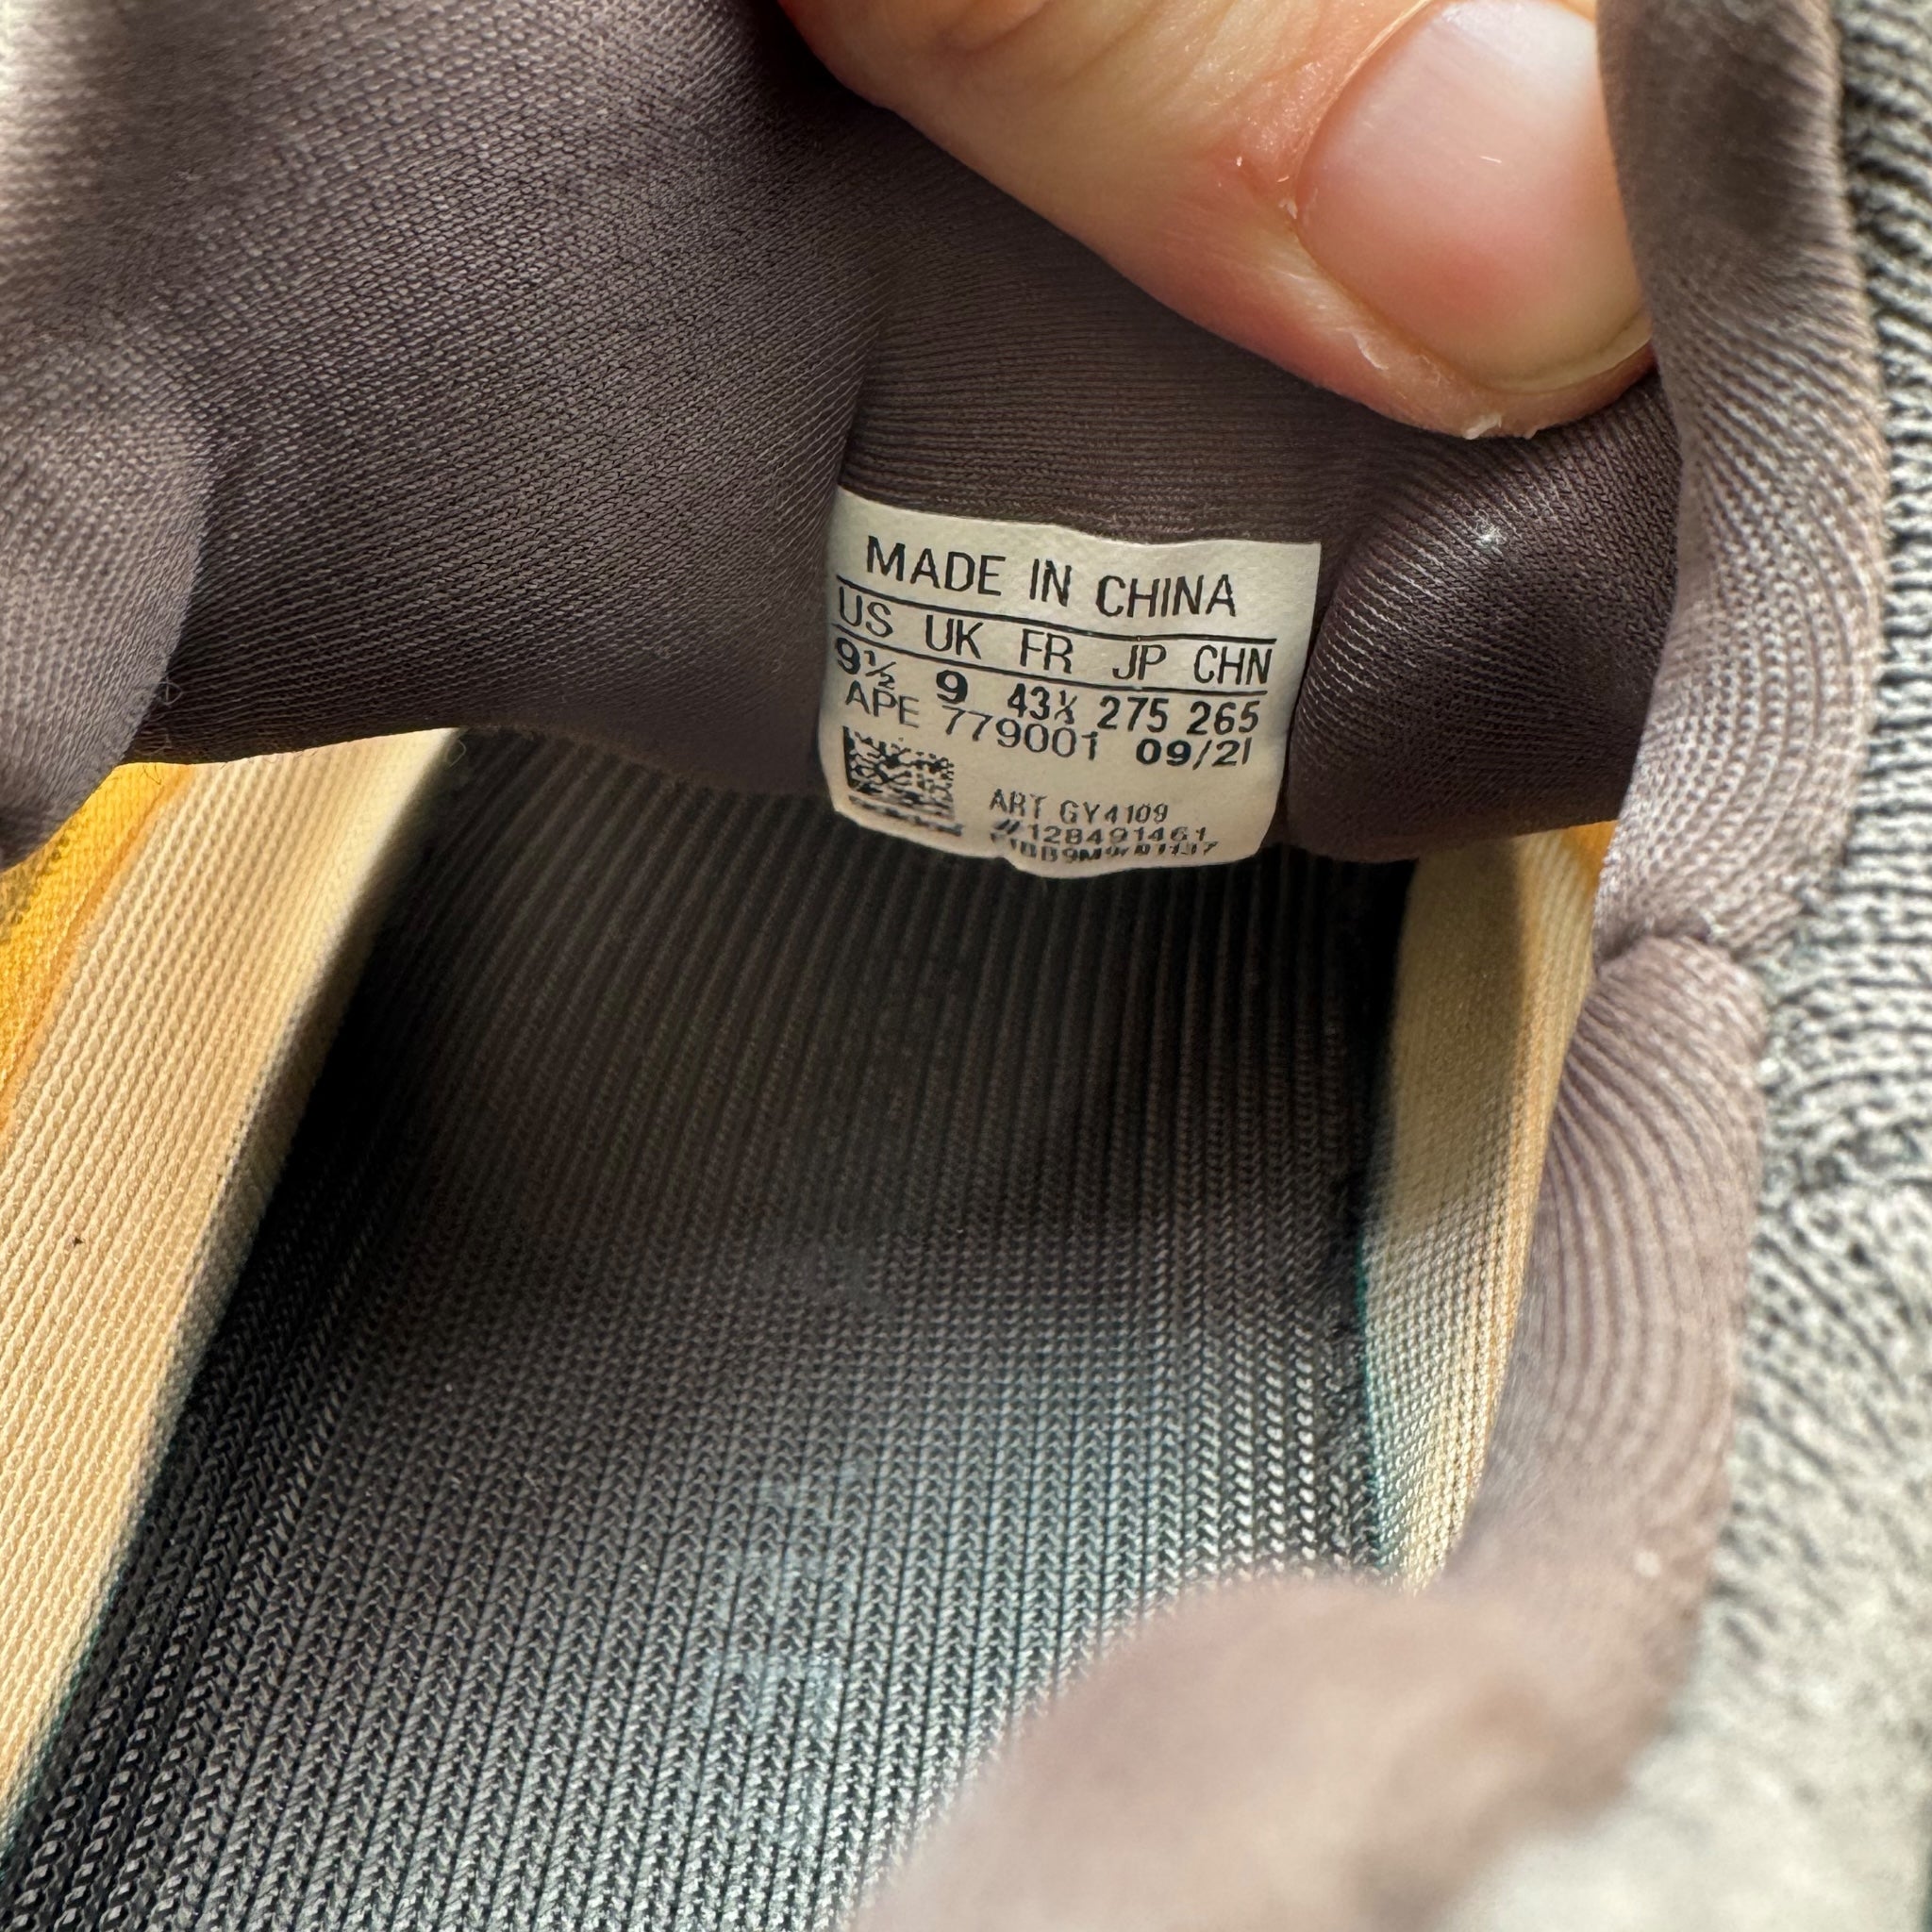 MADE IN CHINA
US UK FR JP CHN
9½ 9 43⅓ 275 265
APE 779001 09/21
ART GY4109
#128491461